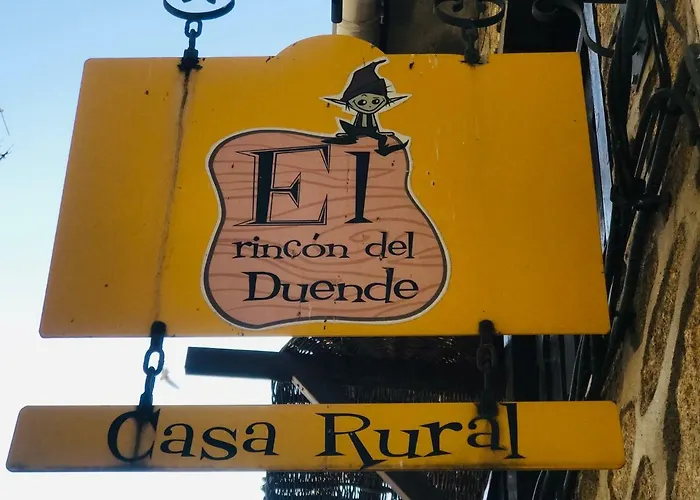 El
rincón del
Duende
Casa Rural